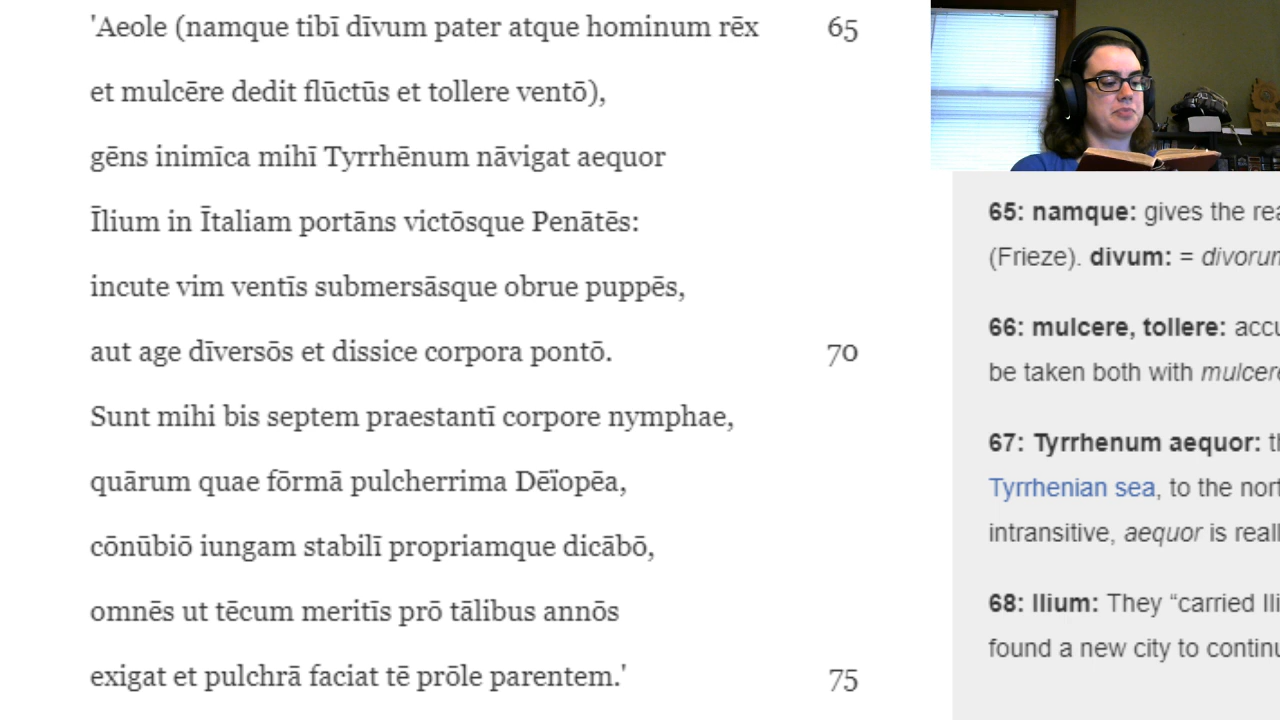 'Aeole (namque tibī dīvum pater atque hominum rēx 65
et mulcēre dedit flūctūs et tollere ventō),
gēns inimīca mihī Tyrrhēnum nāvigat aequor
Īlium in Ītaliam portāns victōsque Penātēs:
incute vim ventīs submersāsque obrue puppēs,
aut age dīversōs et dissice corpora pontō. 70
Sunt mihi bis septem praestantī corpore nymphae,
quārum quae fōrmā pulcherrima Dēïopēa,
cōnūbiō iungam stabilī propriamque dicābō,
omnēs ut tēcum meritīs prō tālibus annōs
exigat et pulchrā faciat tē prōle parentem.' 75
65: namque: gives the rea
(Frieze). divum: = divorun
66: mulcere, tollere: accu
be taken both with mulcere
67: Tyrrhenum aequor: th
Tyrrhenian sea, to the nort
intransitive, aequor is reall
68: Ilium: They “carried Ili
found a new city to continu